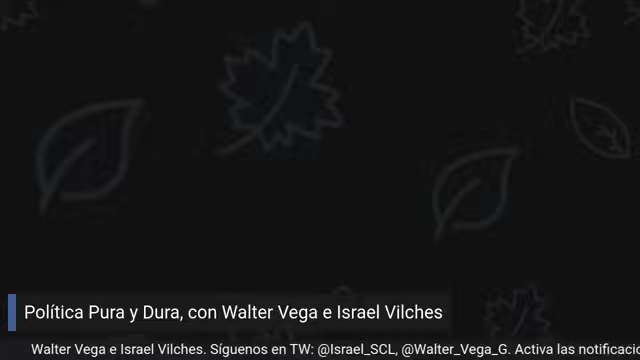 Política Pura y Dura, con Walter Vega e Israel Vilches
Walter Vega e Israel Vilches. Síguenos en TW: @Israel_SCL, @Walter_Vega_G. Activa las notificacio